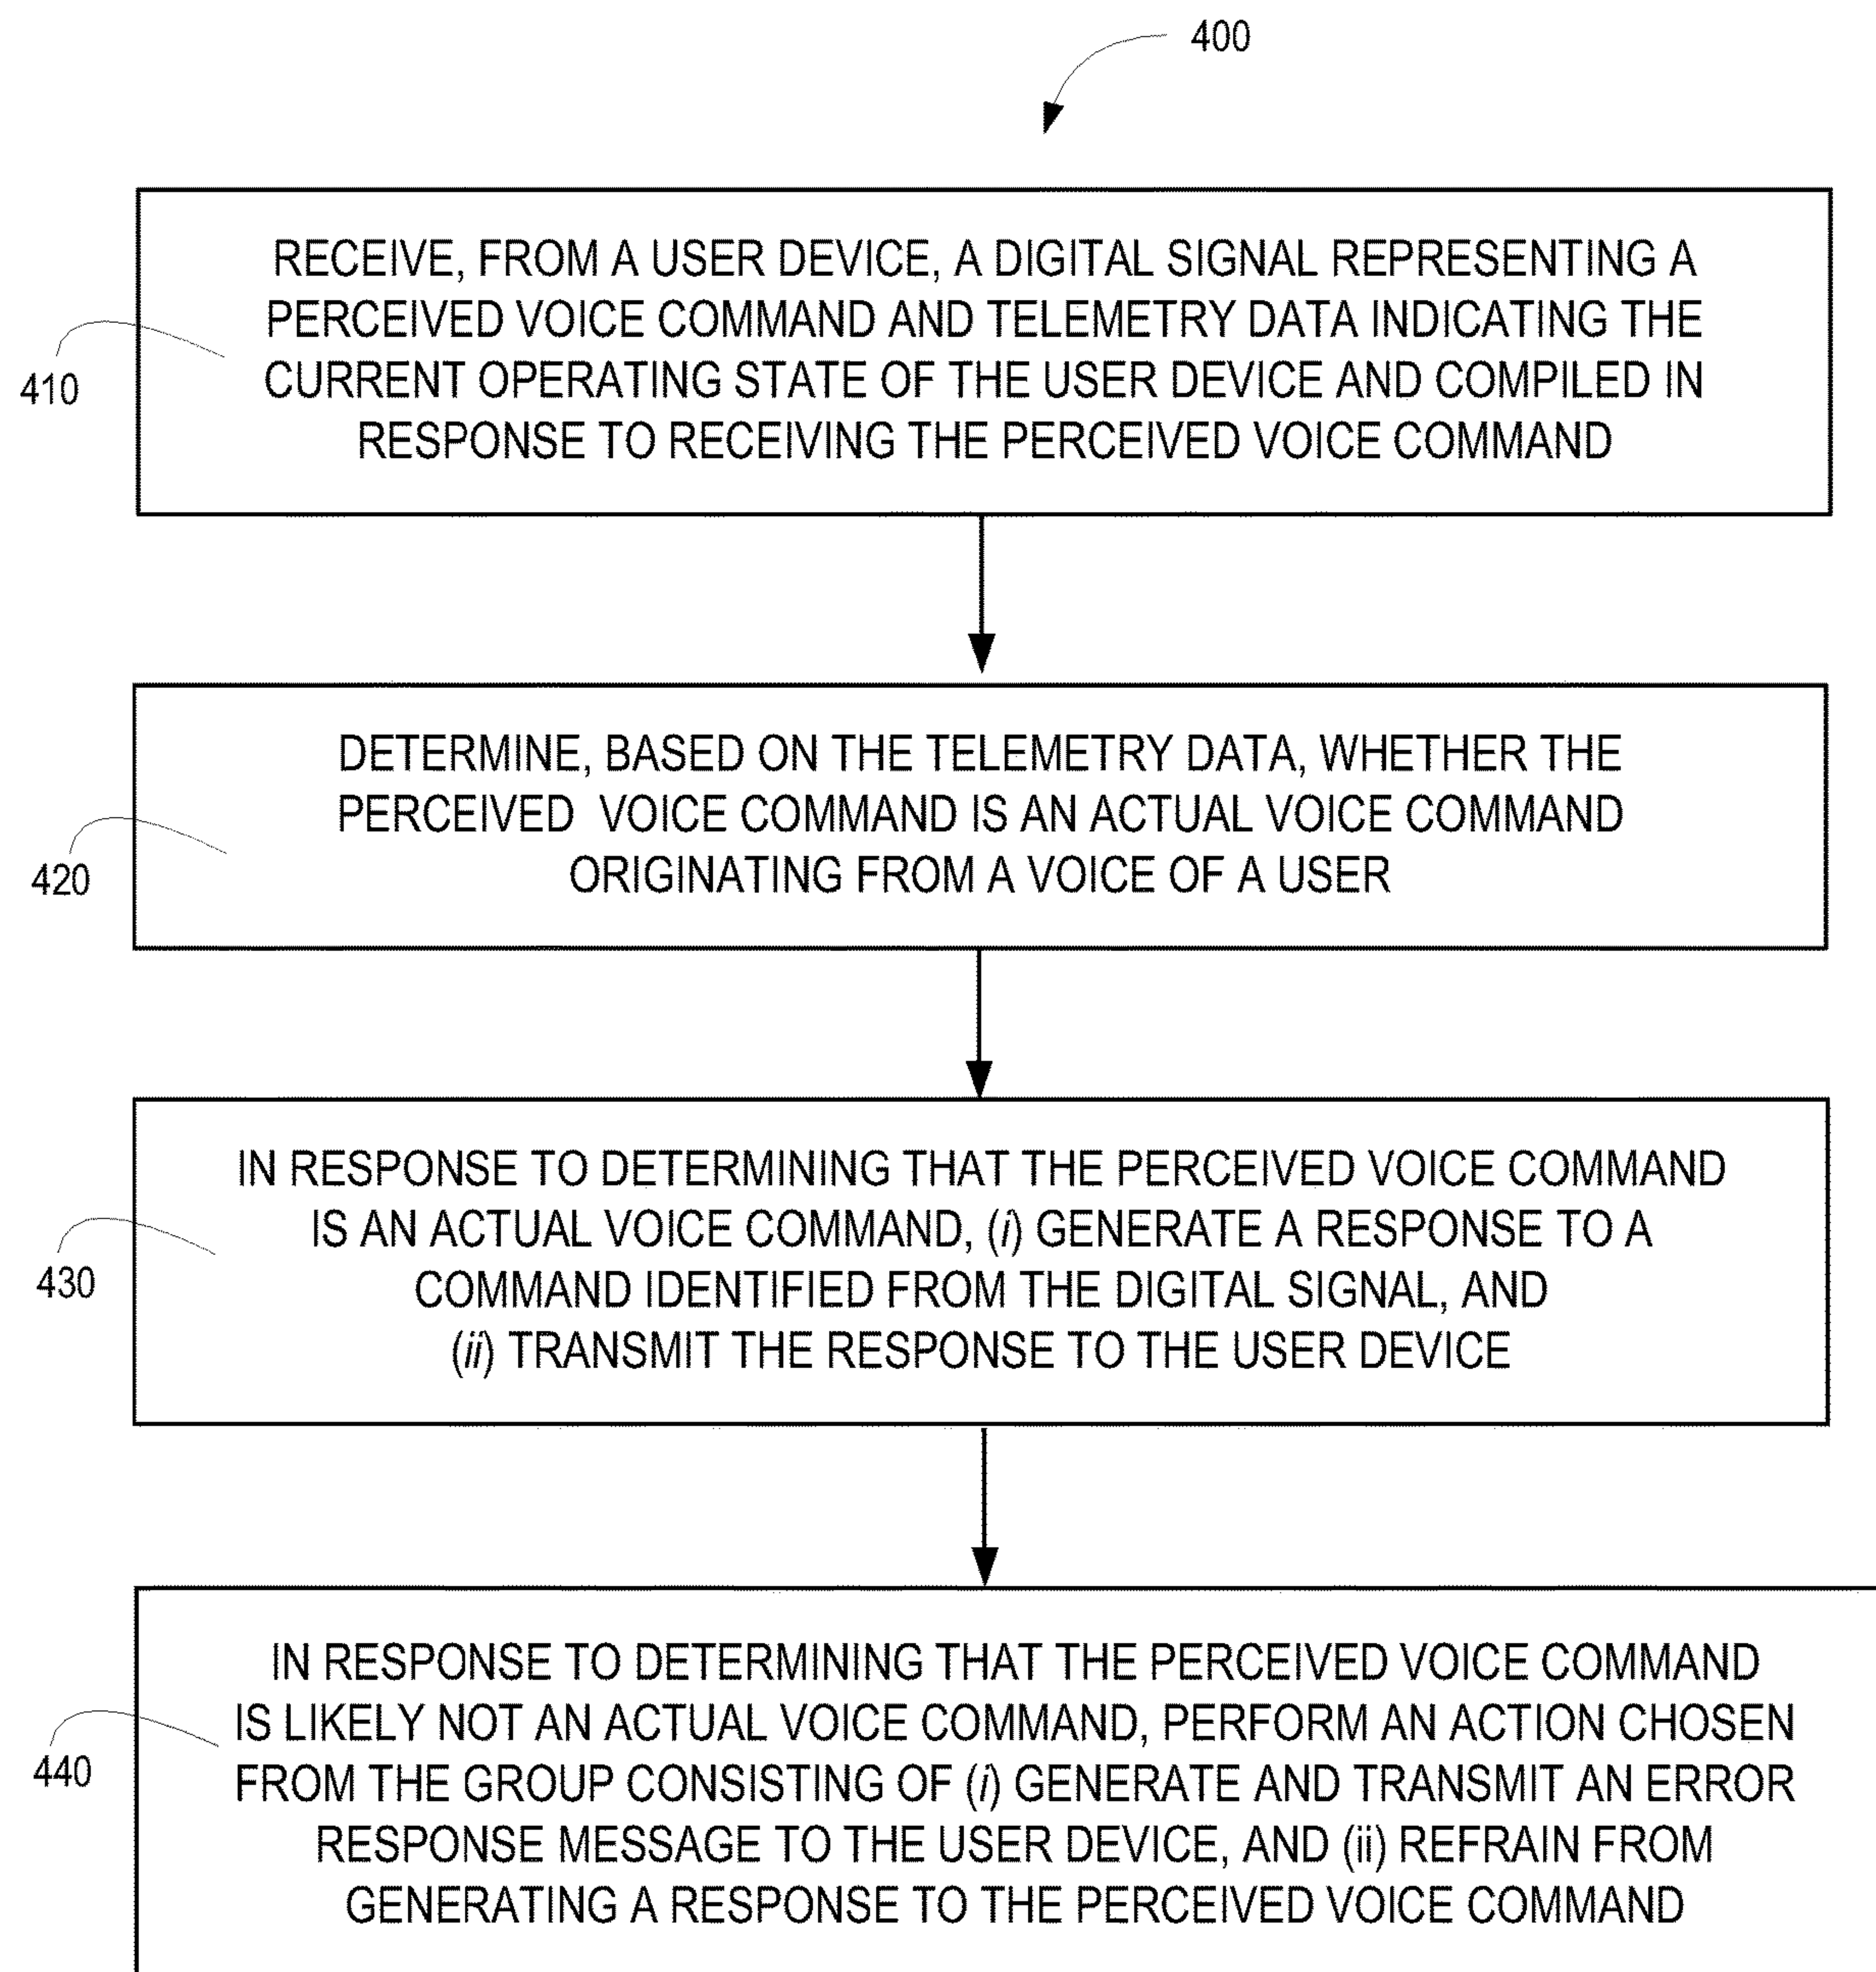 400
RECEIVE, FROM A USER DEVICE, A DIGITAL SIGNAL REPRESENTING A
PERCEIVED VOICE COMMAND AND TELEMETRY DATA INDICATING THE
CURRENT OPERATING STATE OF THE USER DEVICE AND COMPILED IN
RESPONSE TO RECEIVING THE PERCEIVED VOICE COMMAND
410
DETERMINE, BASED ON THE TELEMETRY DATA, WHETHER THE
PERCEIVED VOICE COMMAND IS AN ACTUAL VOICE COMMAND
ORIGINATING FROM A VOICE OF A USER
420
IN RESPONSE TO DETERMINING THAT THE PERCEIVED VOICE COMMAND
IS AN ACTUAL VOICE COMMAND, (i) GENERATE A RESPONSE TO A
COMMAND IDENTIFIED FROM THE DIGITAL SIGNAL, AND
(ii) TRANSMIT THE RESPONSE TO THE USER DEVICE
430
IN RESPONSE TO DETERMINING THAT THE PERCEIVED VOICE COMMAND
IS LIKELY NOT AN ACTUAL VOICE COMMAND, PERFORM AN ACTION CHOSEN
FROM THE GROUP CONSISTING OF (i) GENERATE AND TRANSMIT AN ERROR
RESPONSE MESSAGE TO THE USER DEVICE, AND (ii) REFRAIN FROM
GENERATING A RESPONSE TO THE PERCEIVED VOICE COMMAND
440